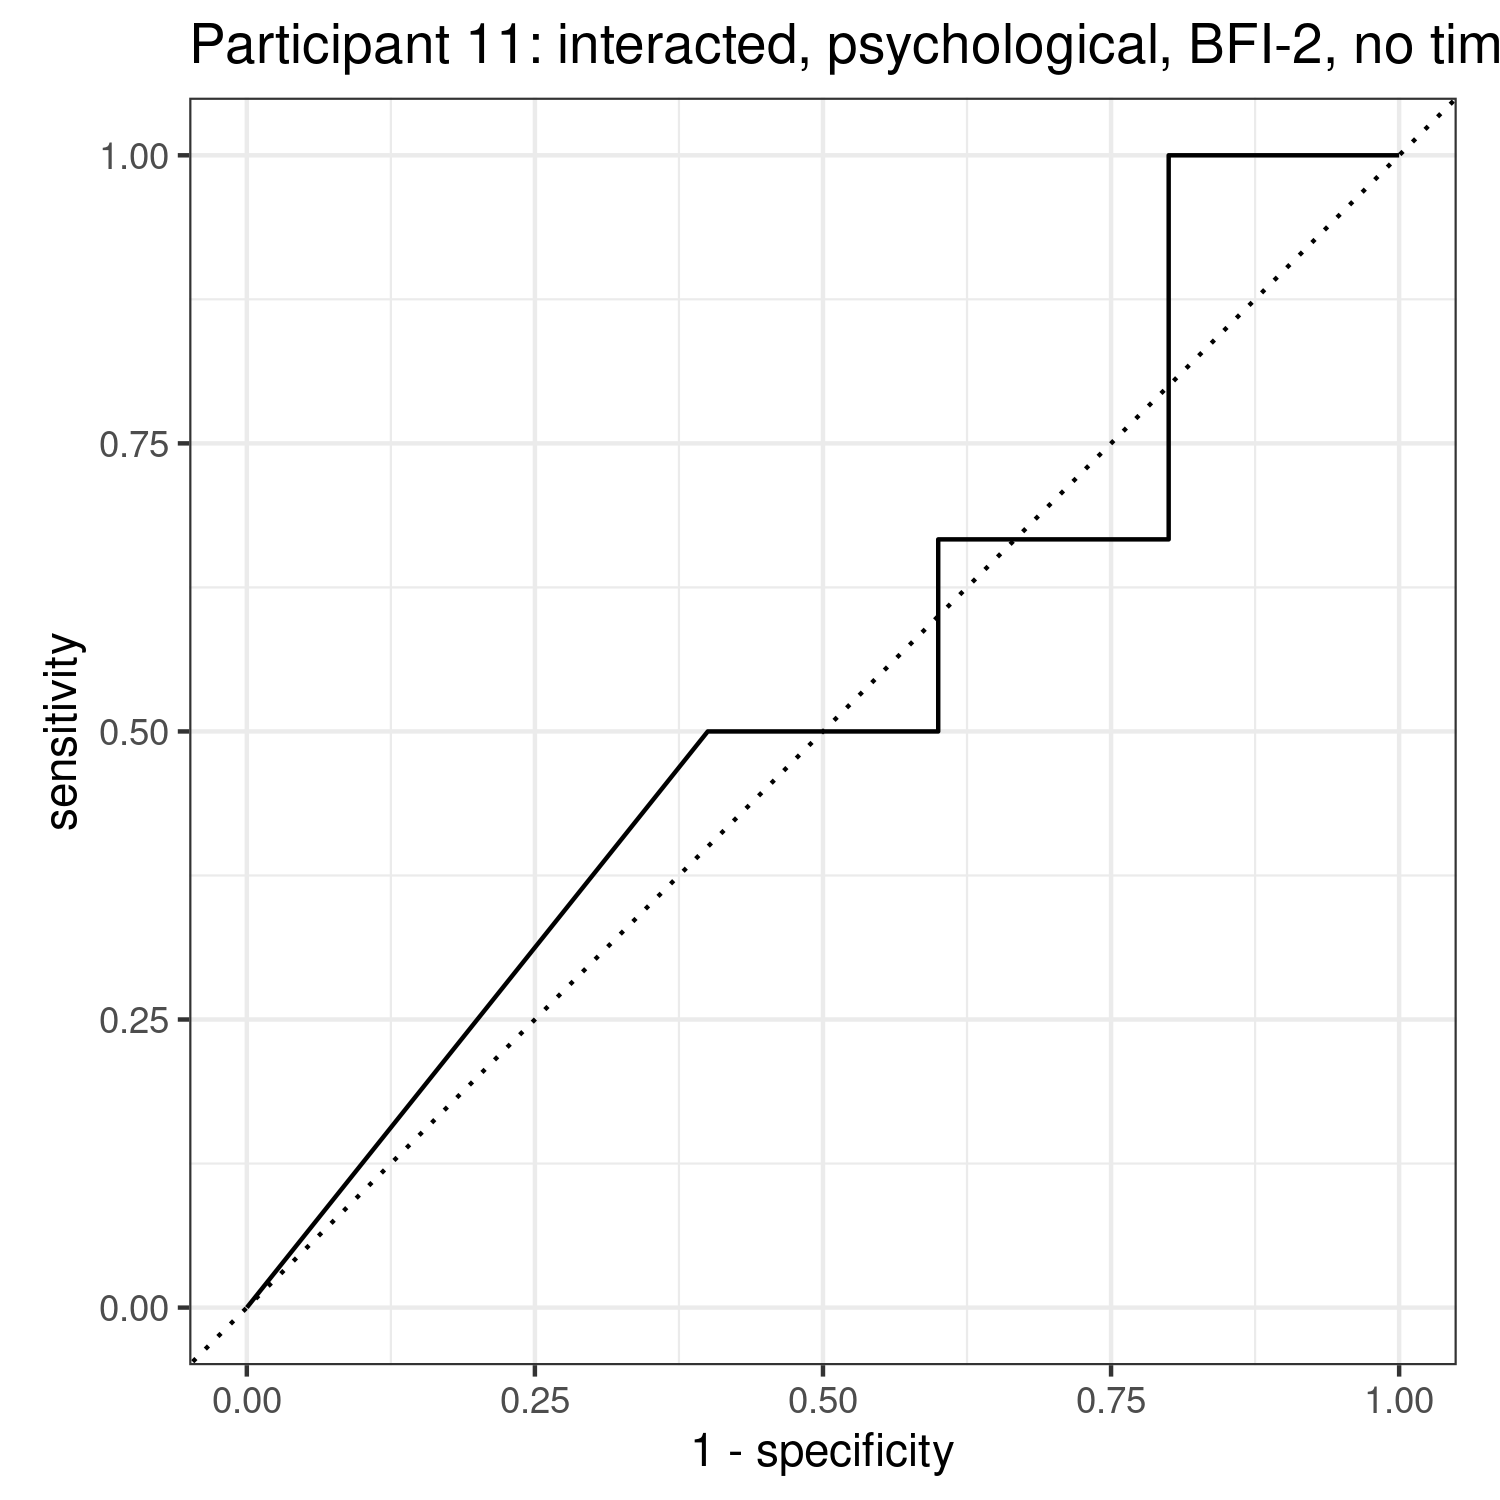 Participant 11: interacted, psychological, BFI-2, no tim
1.00
0.75
0.50
0.25
0.00
sensitivity
0.00 0.25 0.50 0.75 1.00
1 - specificity